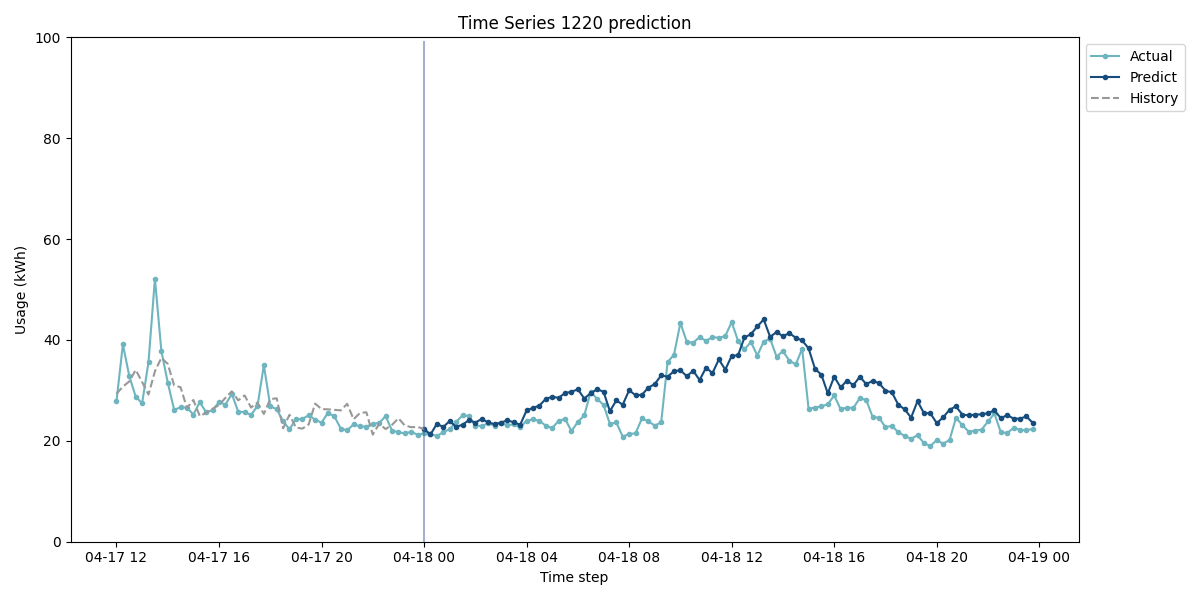 Time Series 1220 prediction
Usage (kWh)
100
80
60
40
20
0
04-17 12
04-17 16
04-17 20
04-18 00
04-18 04
04-18 08
04-18 12
04-18 16
04-18 20
04-19 00
Time step
Actual
Predict
History